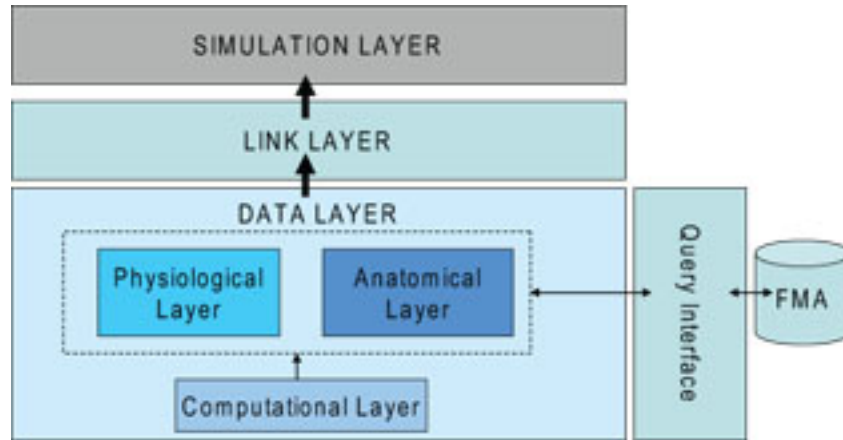 SIMULATION LAYER
LINK LAYER
DATA LAYER
Physiological
Layer
Anatomical
Layer
Computational Layer
Query Interface
FMA